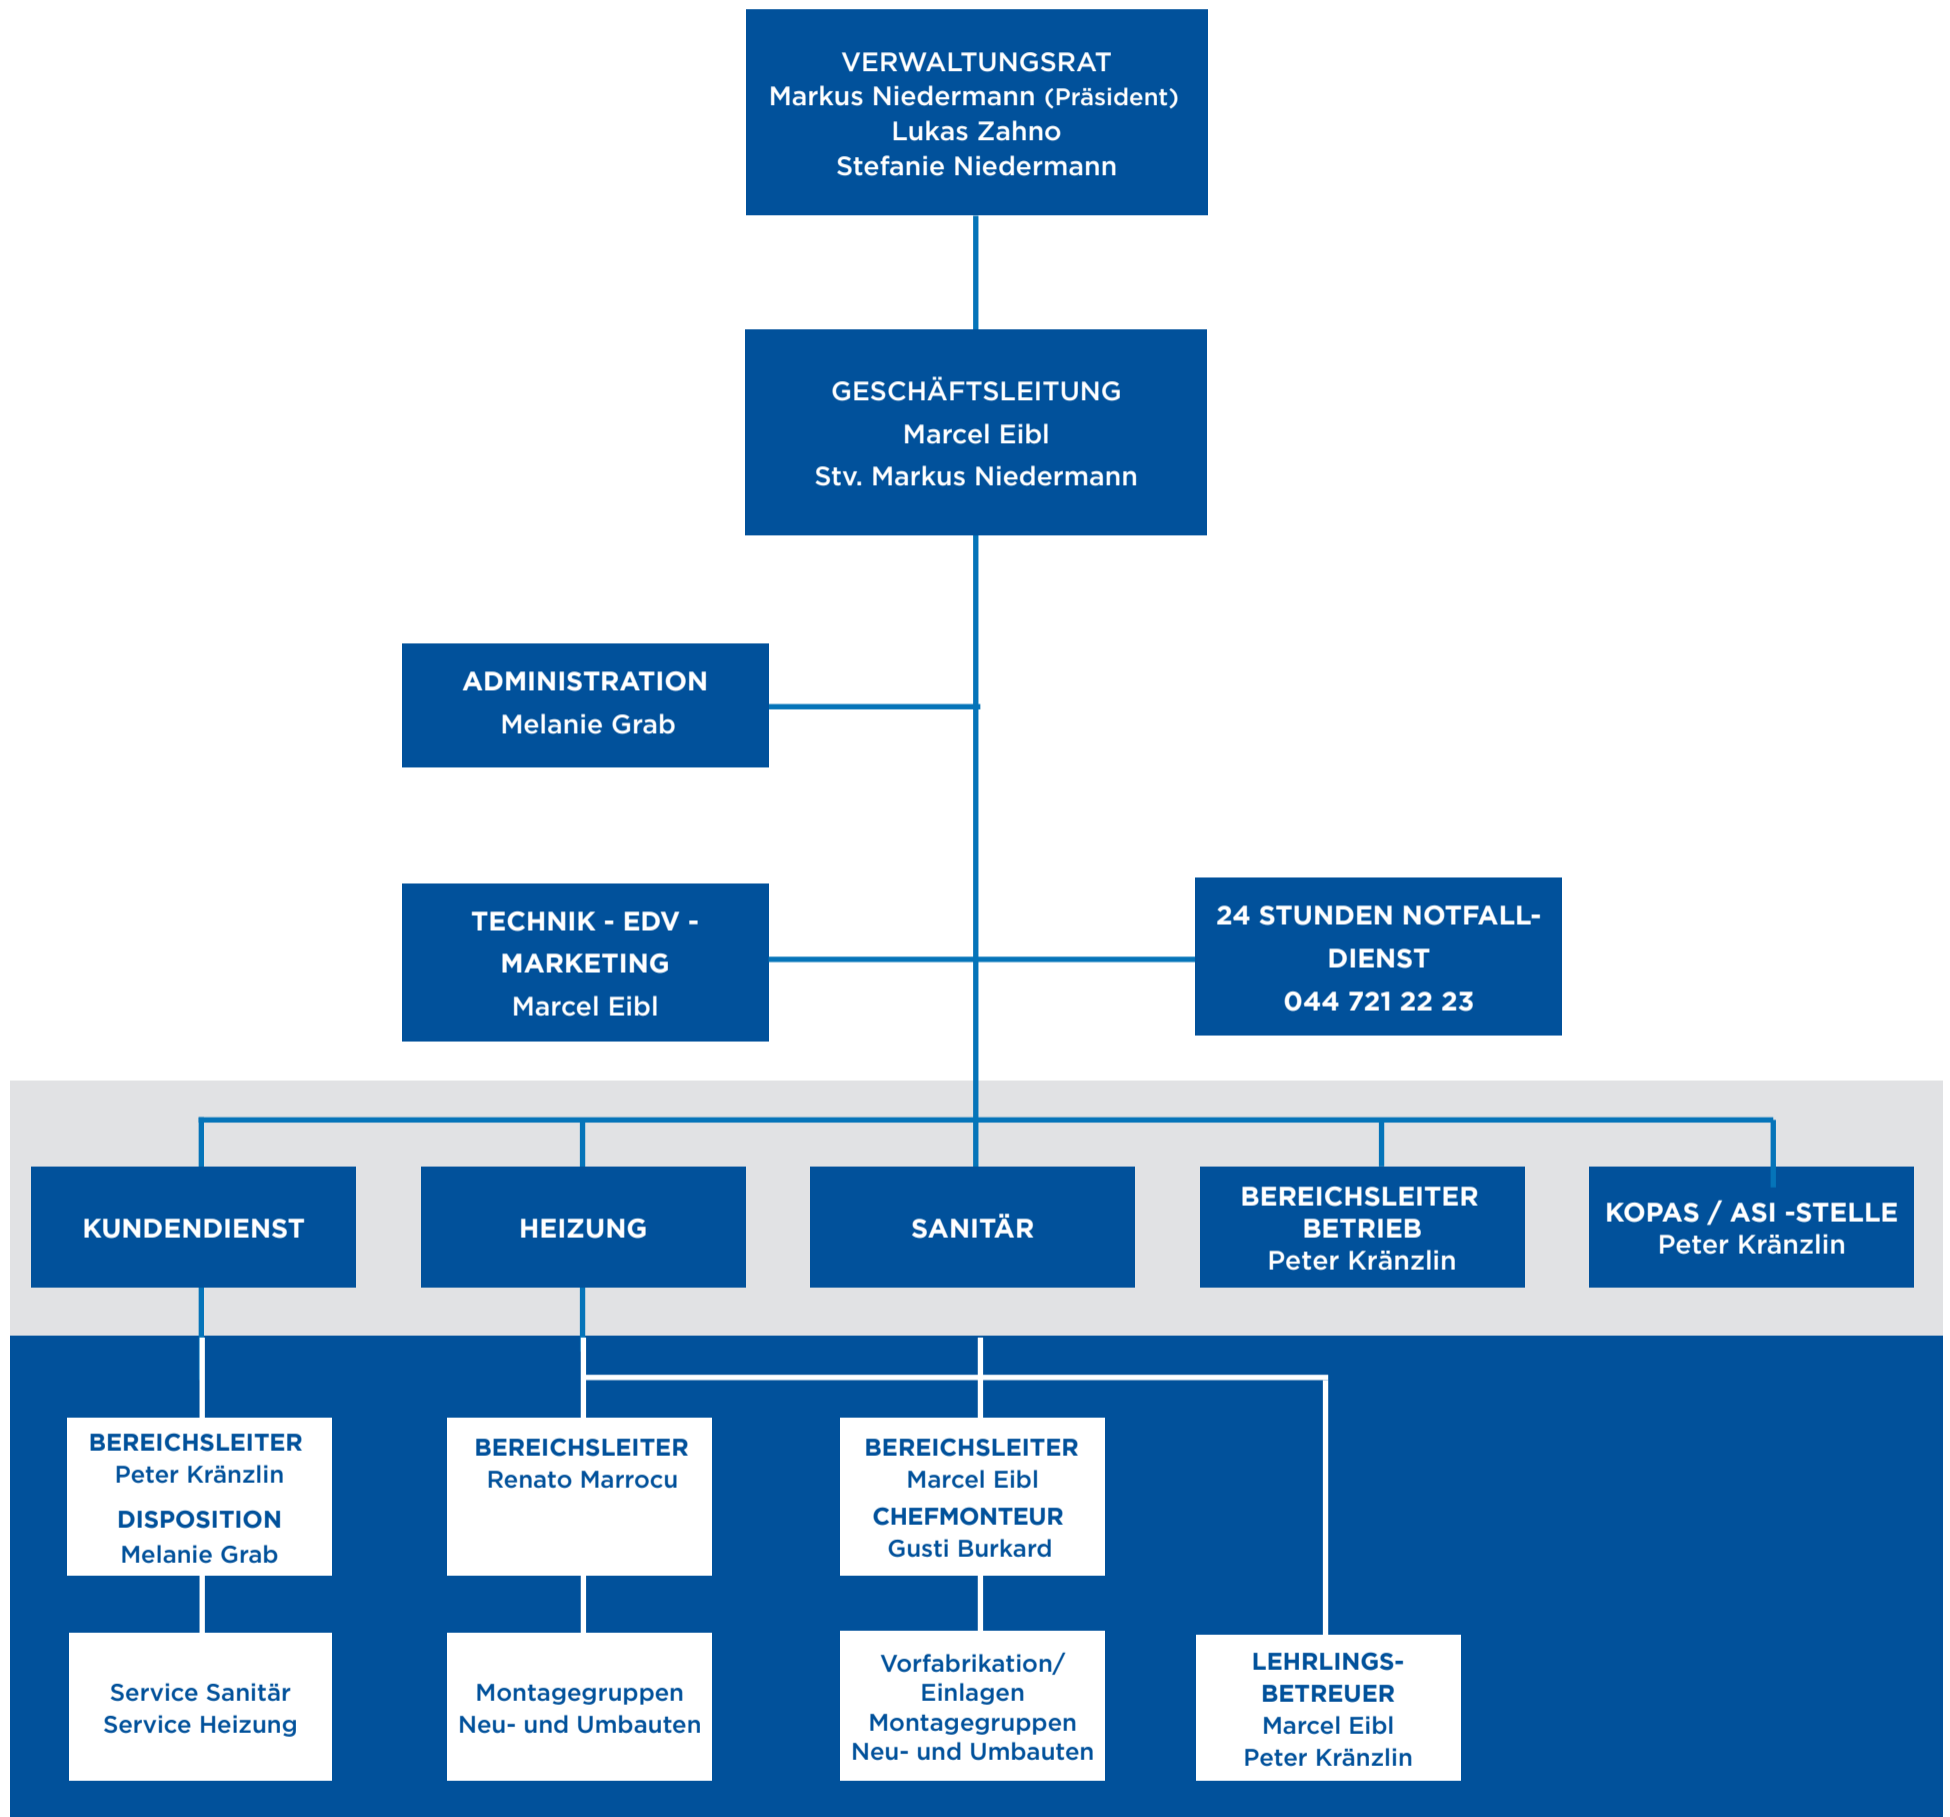 VERWALTUNGSRAT
Markus Niedermann (Präsident)
Lukas Zahno
Stefanie Niedermann
GESCHÄFTSLEITUNG
Marcel Eibl
Stv. Markus Niedermann
ADMINISTRATION
Melanie Grab
TECHNIK - EDV -
MARKETING
Marcel Eibl
24 STUNDEN NOTFALL-
DIENST
044 721 22 23
KUNDENDIENST
HEIZUNG
SANITÄR
BEREICHSLEITER
BETRIEB
Peter Kränzlin
KOPAS / ASI -STELLE
Peter Kränzlin
BEREICHSLEITER
Peter Kränzlin
DISPOSITION
Melanie Grab
BEREICHSLEITER
Renato Marrocu
BEREICHSLEITER
Marcel Eibl
CHEFMONTEUR
Gusti Burkard
Service Sanitär
Service Heizung
Montagegruppen
Neu- und Umbauten
Vorfabrikation/
Einlagen
Montagegruppen
Neu- und Umbauten
LEHRLINGS-
BETREUER
Marcel Eibl
Peter Kränzlin